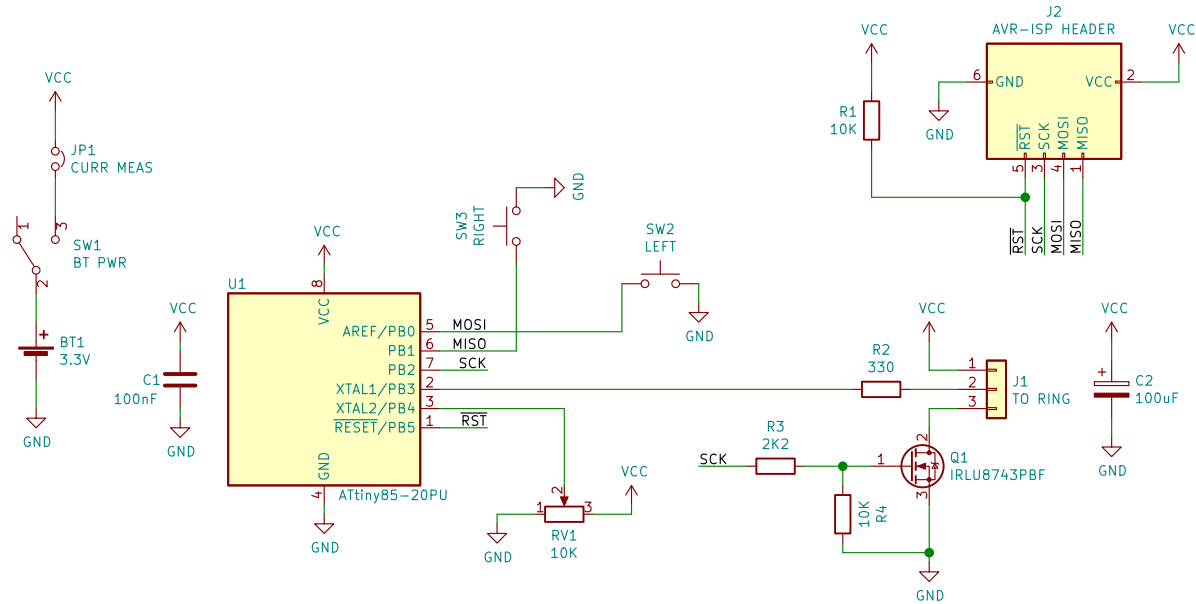 VCC
JP1
CURR MEAS
1
3
SW1
BT PWR
2
+
BT1
3.3V
GND
VCC
C1
100nF
GND
VCC
U1
8
VCC
AREF/PB0
5
MOSI
PB1
6
MISO
PB2
7
SCK
XTAL1/PB3
2
XTAL2/PB4
3
RESET/PB5
1
RST
GND
4
ATtiny85-20PU
GND
SW3
RIGHT
GND
SW2
LEFT
GND
2
1
3
VCC
GND
RV1
10K
J2
AVR-ISP HEADER
VCC
VCC
6
GND
VCC
2
GND
R1
10K
RST
SCK
MOSI
MISO
5
3
4
1
RST
SCK
MOSI
MISO
VCC
R2
330
1
2
3
J1
TO RING
VCC
+
C2
100uF
GND
R3
2K2
SCK
1
2
3
Q1
IRLU8743PBF
10K
R4
GND